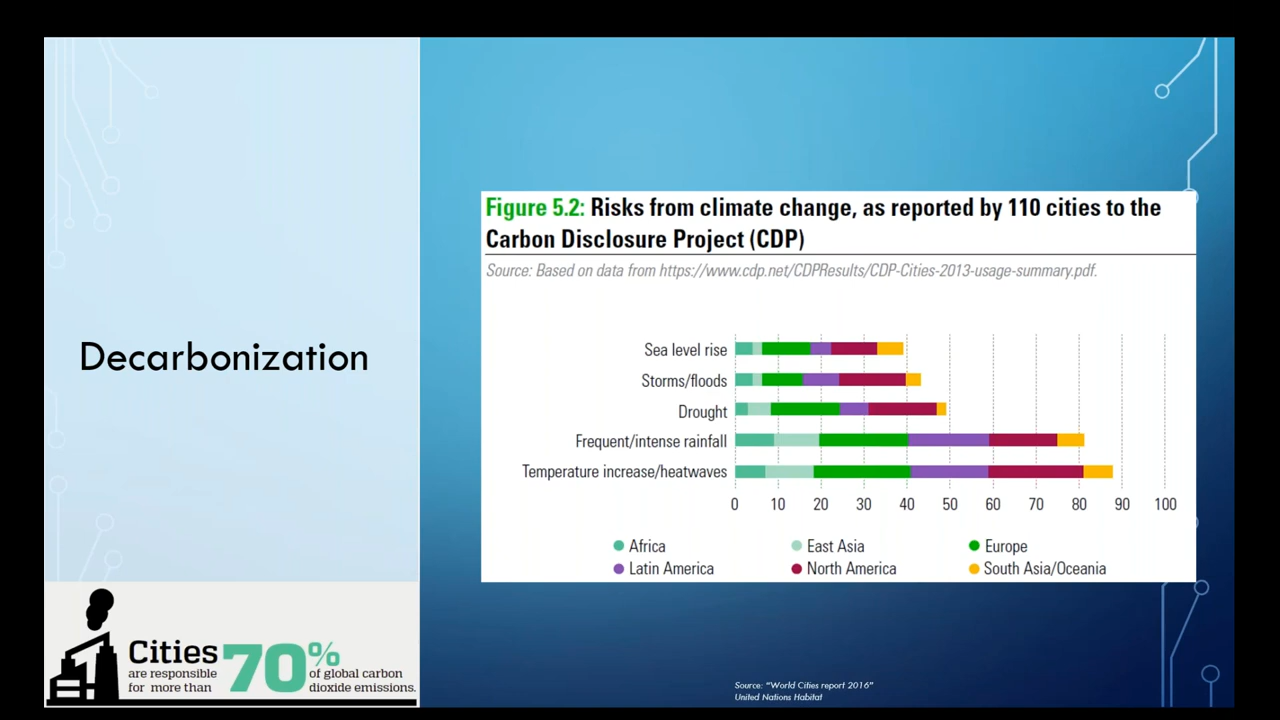 Decarbonization
Cities
are responsible
for more than
70%
of global carbon
dioxide emissions.
Figure 5.2: Risks from climate change, as reported by 110 cities to the
Carbon Disclosure Project (CDP)
Source: Based on data from https://www.cdp.net/CDPResults/CDP-Cities-2013-usage-summary.pdf.
Sea level rise
Storms/floods
Drought
Frequent/intense rainfall
Temperature increase/heatwaves
0 10 20 30 40 50 60 70 80 90 100
Africa East Asia Europe
Latin America North America South Asia/Oceania
Source: "World Cities report 2016"
United Nations Habitat